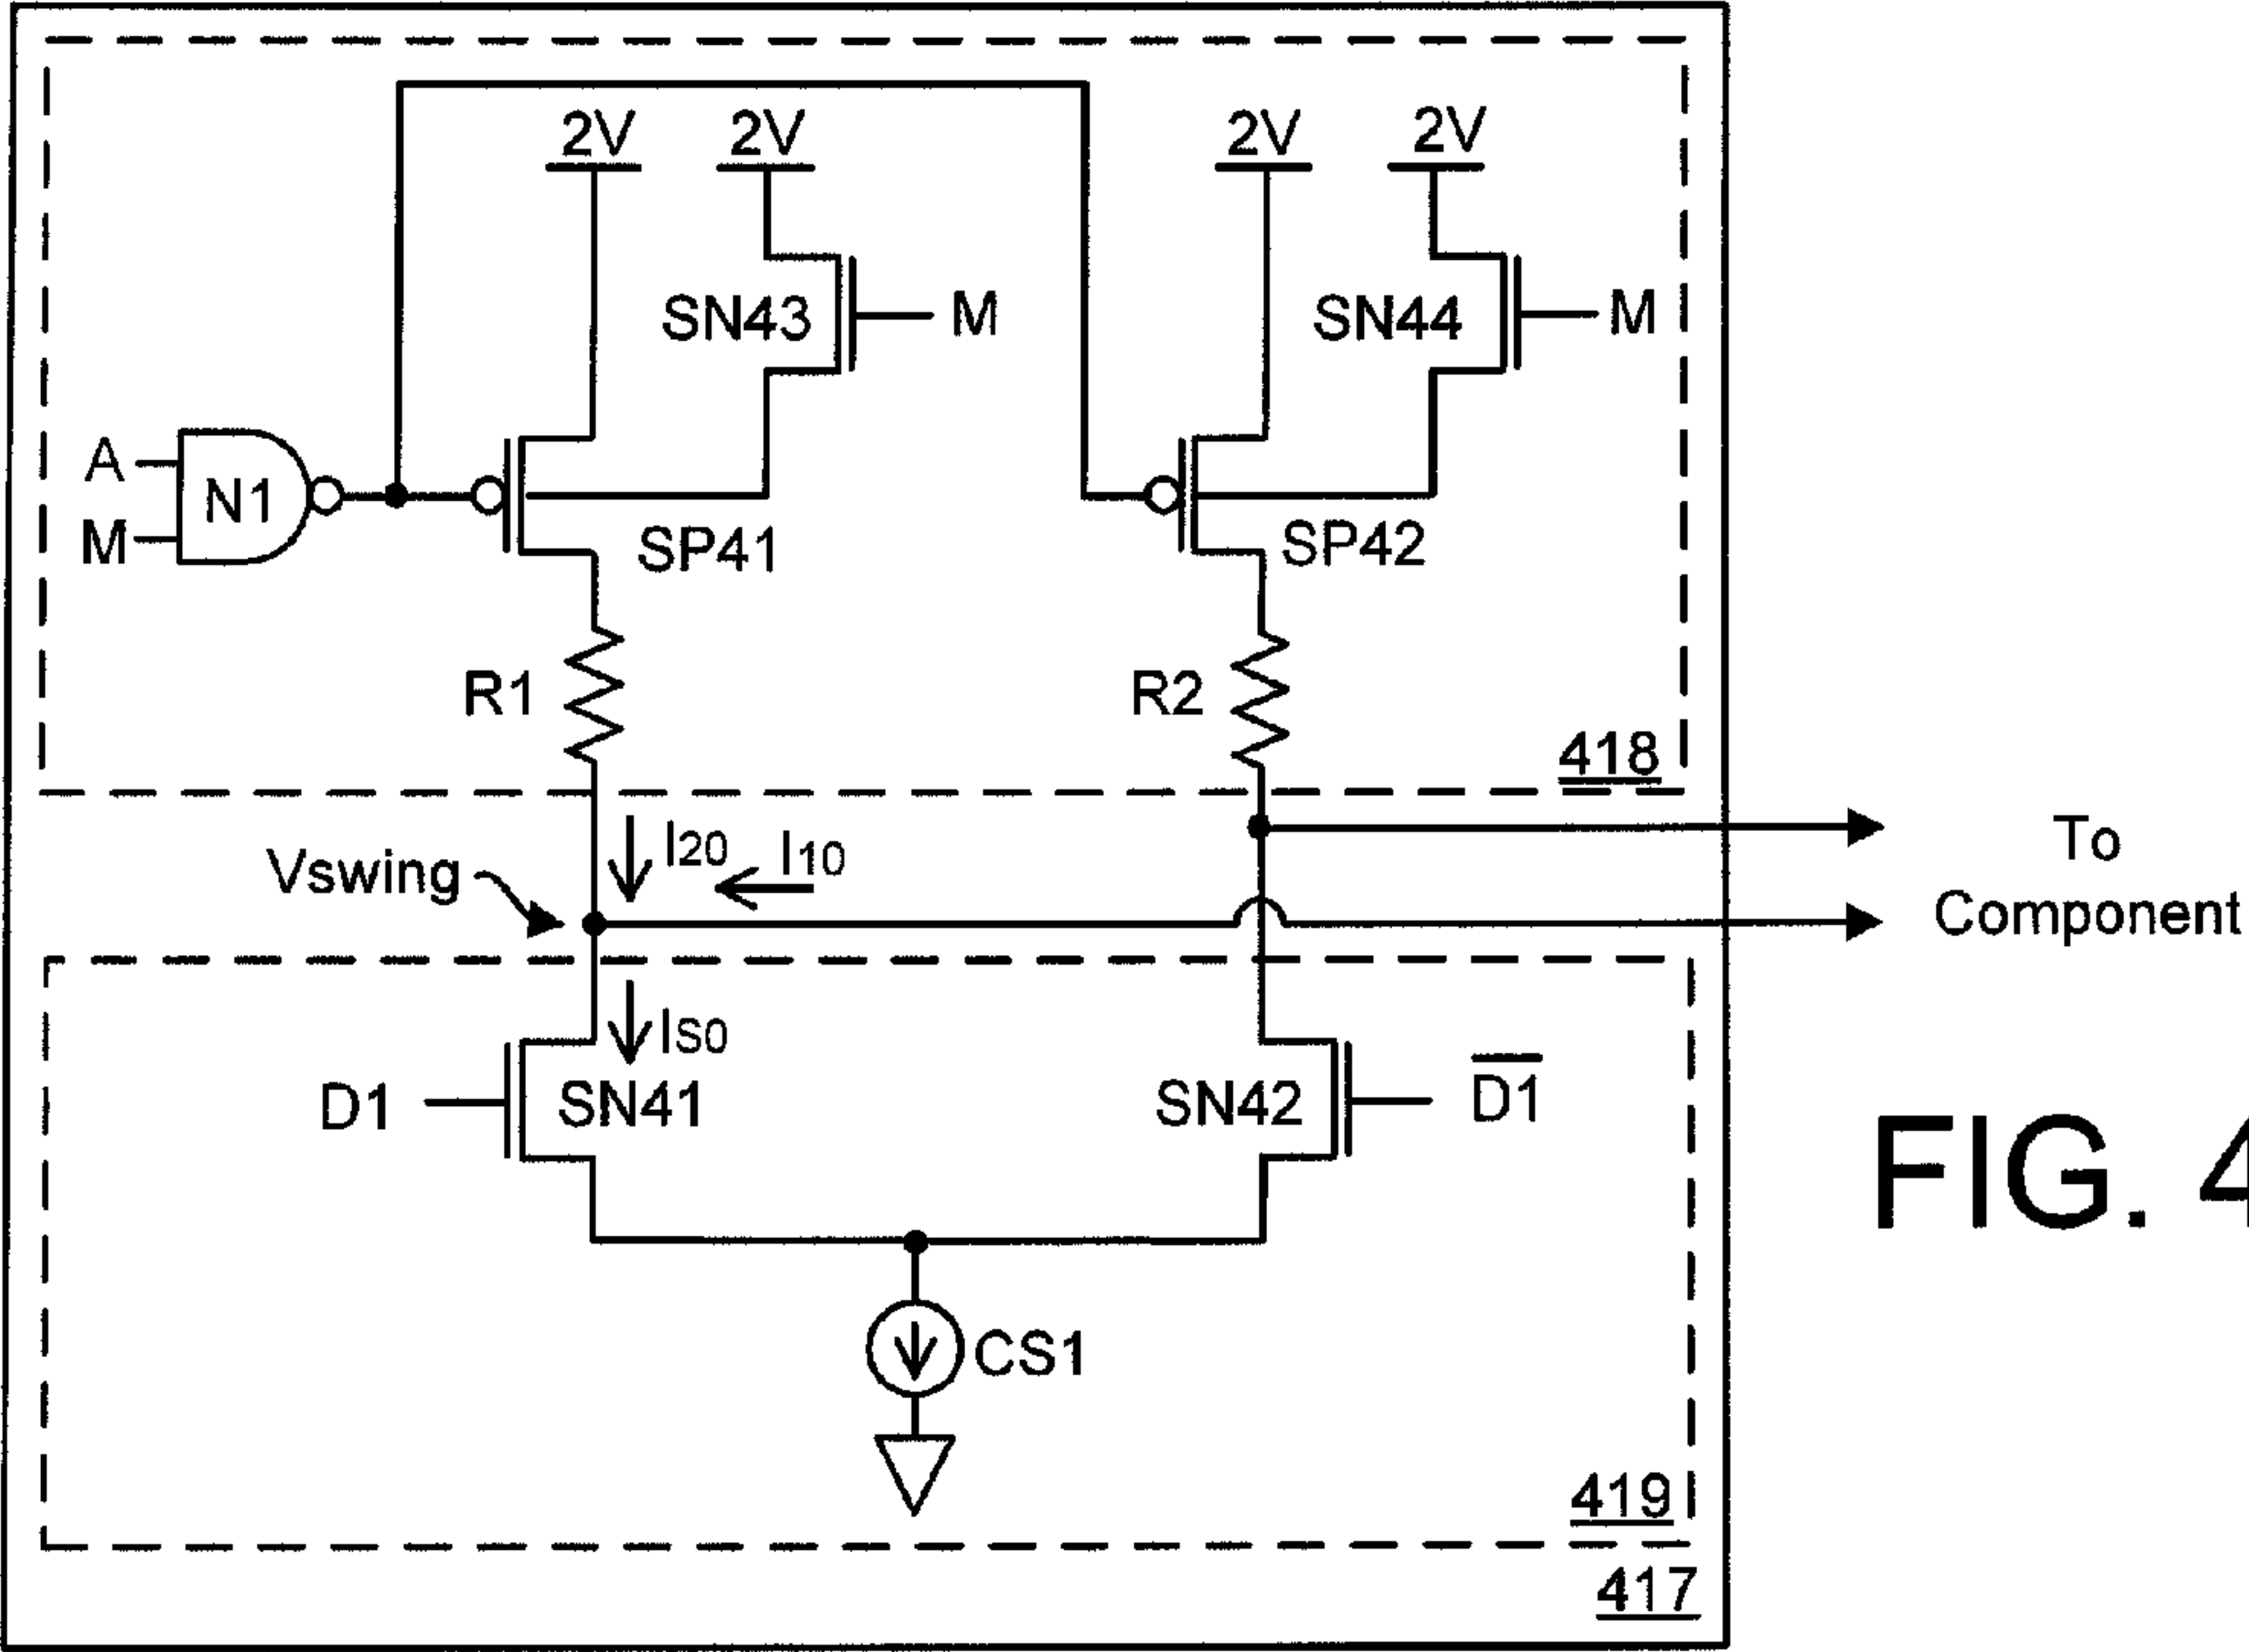 2V 2V 2V 2V
SN43 M SN44 M
A
M
N1
SP41 SP42
R1 R2
418
I20 I10
Vswing
To
Component
IS0
D1 SN41 SN42 D̅1̅
FIG. 4
CS1
419
417